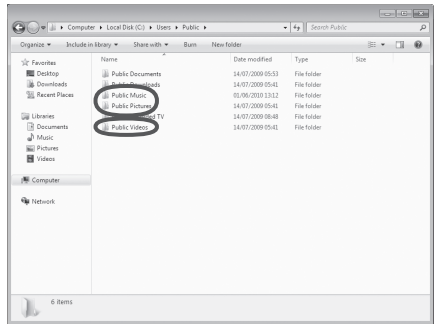 Computer ▸ Local Disk (C:) ▸ Users ▸ Public ▸ Search Public
Organize Include in library Share with Burn New folder
Name Date modified Type Size
Favorites
Desktop
Downloads
Recent Places
Libraries
Documents
Music
Pictures
Videos
Computer
Network
Public Documents 14/07/2009 05:53 File folder
Public Downloads 14/07/2009 05:41 File folder
Public Music 01/06/2010 13:12 File folder
Public Pictures 14/07/2009 05:41 File folder
TV 14/07/2009 08:48 File folder
Public Videos 14/07/2009 05:41 File folder
6 items